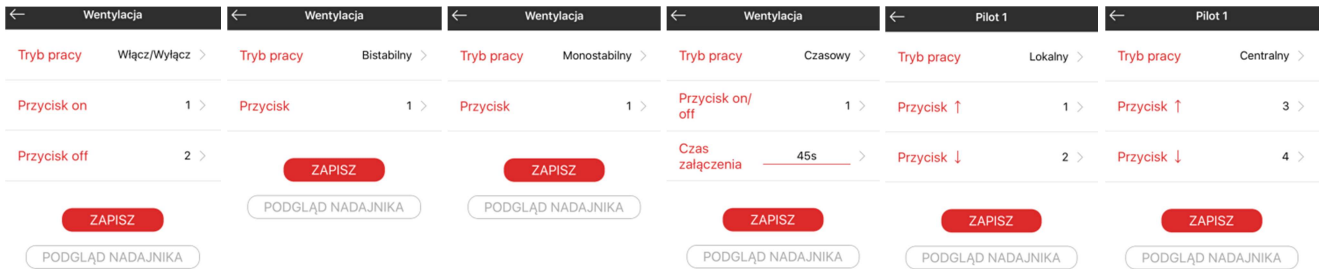 ← Wentylacja
Tryb pracy Włącz/Wyłącz >
Przycisk on 1 >
Przycisk off 2 >
ZAPISZ
PODGLĄD NADAJNIKA
← Wentylacja
Tryb pracy Bistabilny >
Przycisk 1 >
ZAPISZ
PODGLĄD NADAJNIKA
← Wentylacja
Tryb pracy Monostabilny >
Przycisk 1 >
ZAPISZ
PODGLĄD NADAJNIKA
← Wentylacja
Tryb pracy Czasowy >
Przycisk on/
off 1 >
Czas
załączenia 45s >
ZAPISZ
PODGLĄD NADAJNIKA
← Pilot 1
Tryb pracy Lokalny >
Przycisk ↑ 1 >
Przycisk ↓ 2 >
ZAPISZ
PODGLĄD NADAJNIKA
← Pilot 1
Tryb pracy Centralny >
Przycisk ↑ 3 >
Przycisk ↓ 4 >
ZAPISZ
PODGLĄD NADAJNIKA